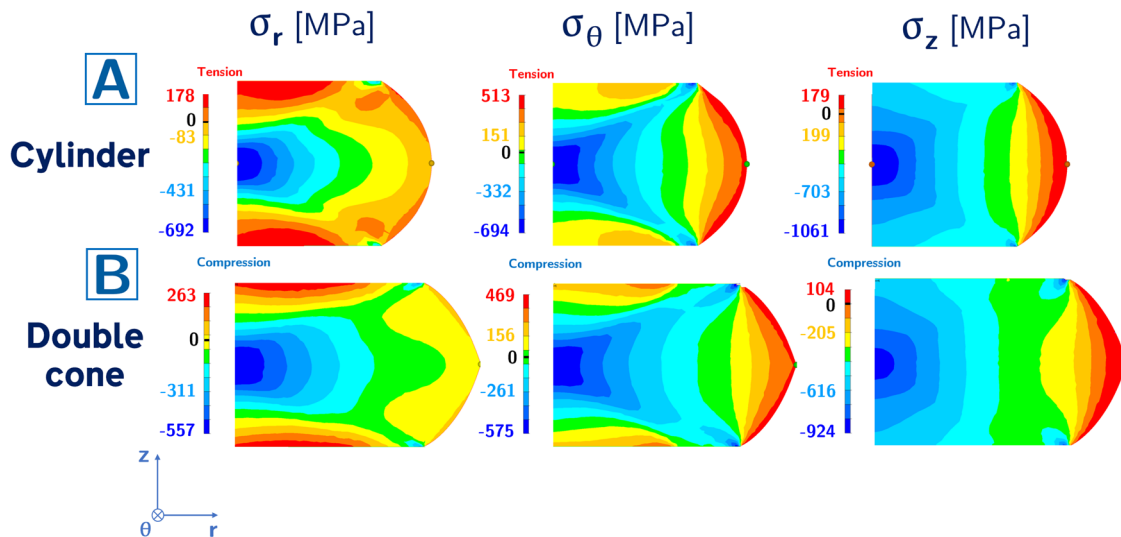 σr [MPa] σθ [MPa] σz [MPa]
A
Cylinder
Tension
178
0
-83
-431
-692
Tension
513
151
0
-332
-694
Tension
179
0
199
-703
-1061
B
Double
cone
Compression
263
0
-311
-557
Compression
469
156
0
-261
-575
Compression
104
0
-205
-616
-924
z
θ r